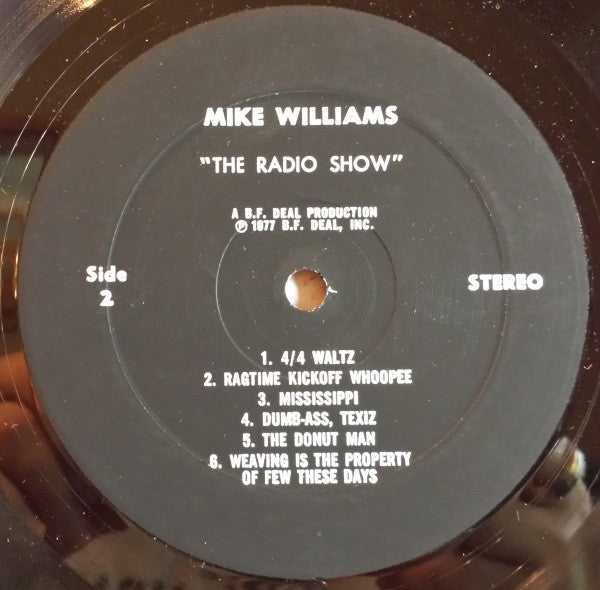 MIKE WILLIAMS
"THE RADIO SHOW"
A B.F. DEAL PRODUCTION
℗ 1977 B.F. DEAL, INC.
Side
2
STEREO
1. 4/4 WALTZ
2. RAGTIME KICKOFF WHOOPEE
3. MISSISSIPPI
4. DUMB-ASS, TEXIZ
5. THE DONUT MAN
6. WEAVING IS THE PROPERTY
OF FEW THESE DAYS